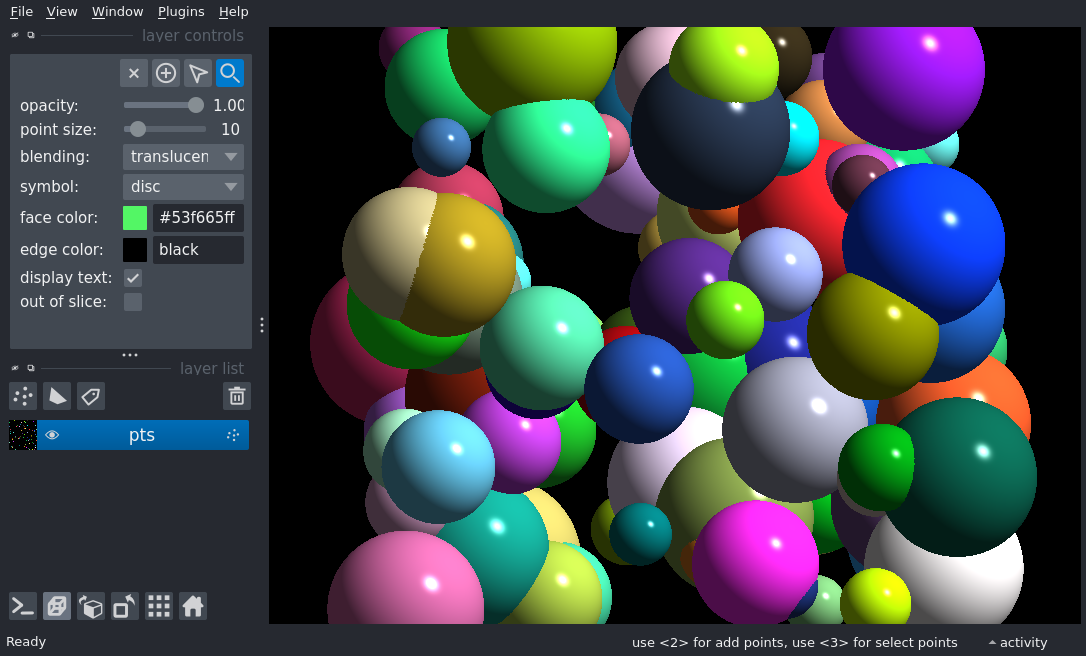 File View Window Plugins Help
layer controls
opacity: 1.00
point size: 10
blending: translucen
symbol: disc
face color: #53f665ff
edge color: black
display text:
out of slice:
layer list
pts
Ready use <2> for add points, use <3> for select points activity